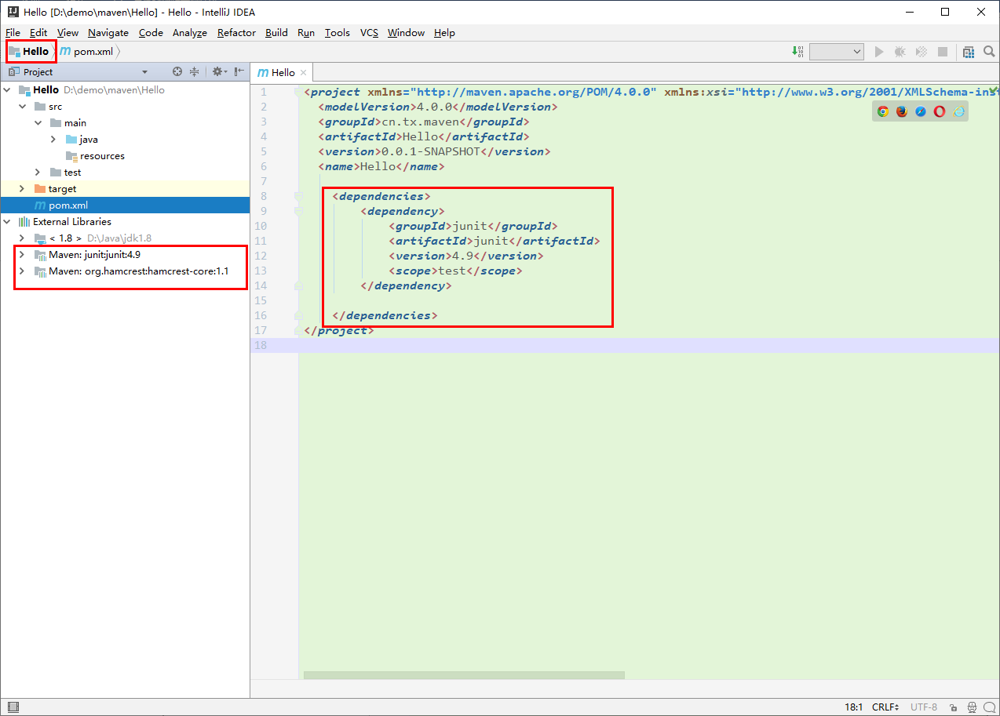 Hello [D:\demo\maven\Hello] - Hello - IntelliJ IDEA
File Edit View Navigate Code Analyze Refactor Build Run Tools VCS Window Help
Hello pom.xml
Project
Hello D:\demo\maven\Hello
src
main
java
resources
test
target
pom.xml
External Libraries
< 1.8 > D:\Java\jdk1.8
Maven: junit:junit:4.9
Maven: org.hamcrest:hamcrest-core:1.1
Hello
1 <project xmlns="http://maven.apache.org/POM/4.0.0" xmlns:xsi="http://www.w3.org/2001/XMLSchema-inst
2 <modelVersion>4.0.0</modelVersion>
3 <groupId>cn.tx.maven</groupId>
4 <artifactId>Hello</artifactId>
5 <version>0.0.1-SNAPSHOT</version>
6 <name>Hello</name>
7
8 <dependencies>
9 <dependency>
10 <groupId>junit</groupId>
11 <artifactId>junit</artifactId>
12 <version>4.9</version>
13 <scope>test</scope>
14 </dependency>
15
16 </dependencies>
17 </project>
18
18:1 CRLF UTF-8